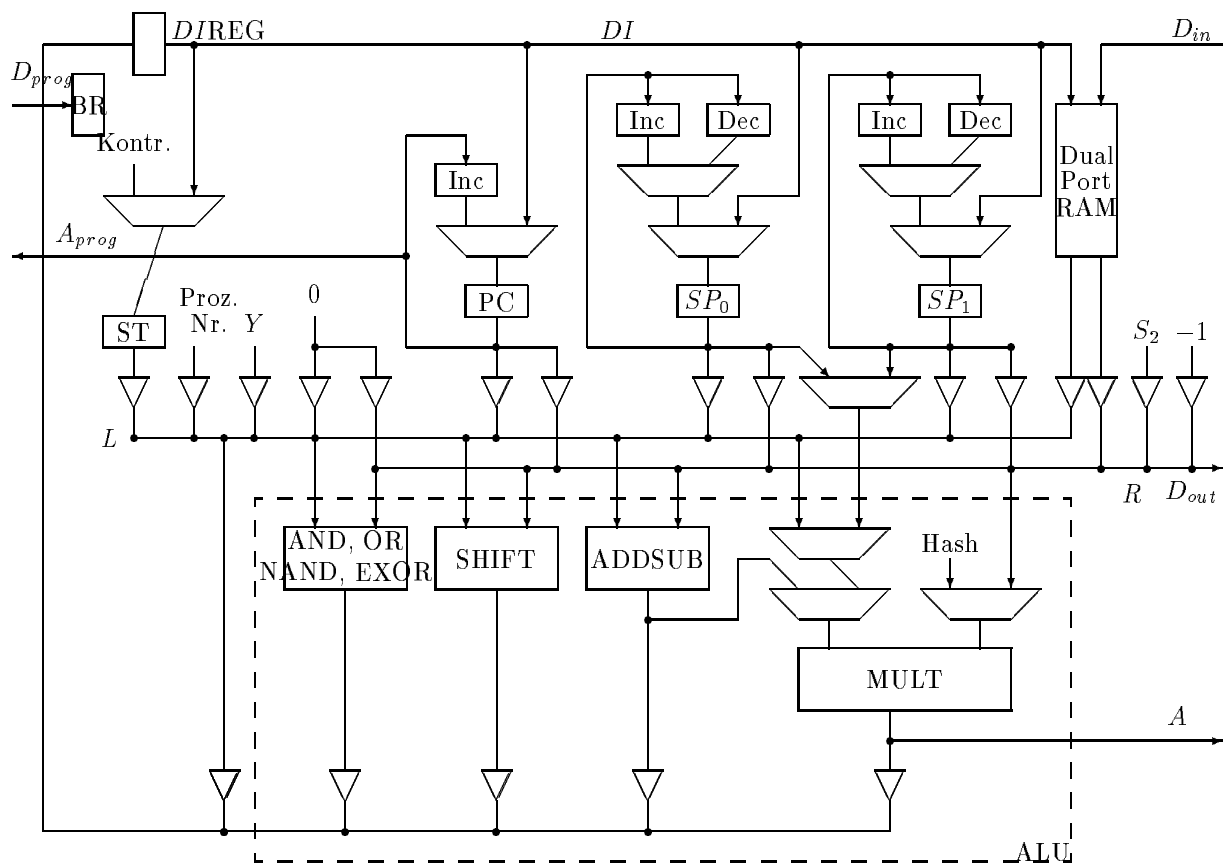 DIREG
DI
D_in
D_prog
BR
Kontr.
Inc
Dec
Inc
Dec
Inc
Dual
Port
RAM
A_prog
ST
Proz.
Nr.
Y
0
PC
SP_0
SP_1
S_2
−1
L
R
D_out
AND, OR
NAND, EXOR
SHIFT
ADDSUB
Hash
MULT
A
ALU